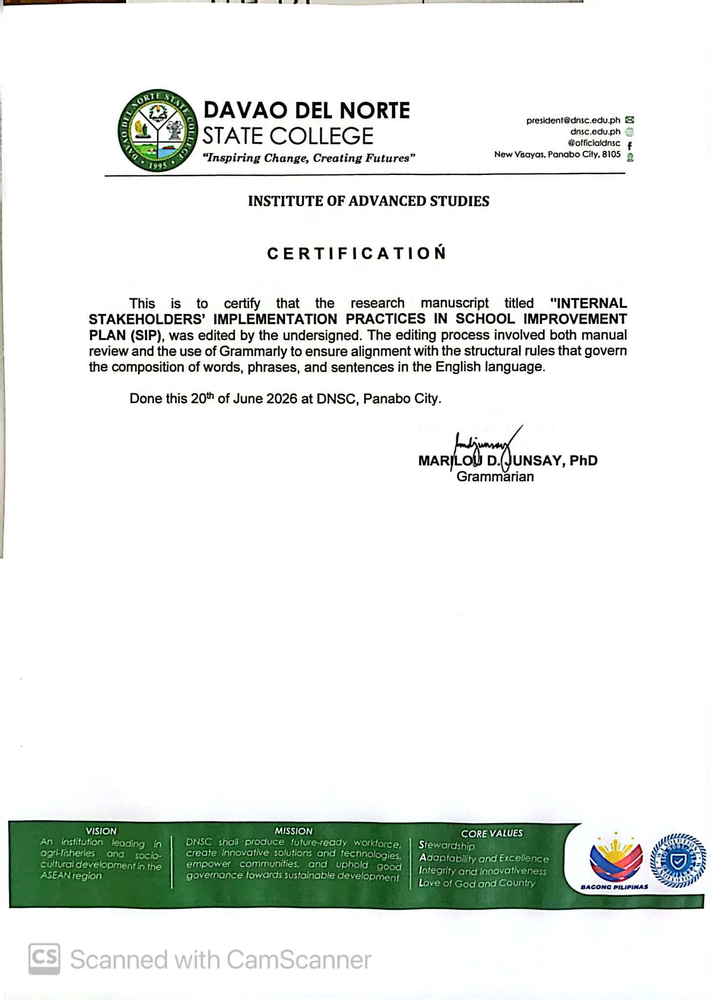 DAVAO DEL NORTE STATE COLLEGE
1995
DAVAO DEL NORTE
STATE COLLEGE
“Inspiring Change, Creating Futures”
president@dnsc.edu.ph
dnsc.edu.ph
@officialdnsc
New Visayas, Panabo City, 8105
INSTITUTE OF ADVANCED STUDIES
CERTIFICATIOŃ
This is to certify that the research manuscript titled "INTERNAL
STAKEHOLDERS’ IMPLEMENTATION PRACTICES IN SCHOOL IMPROVEMENT
PLAN (SIP), was edited by the undersigned. The editing process involved both manual
review and the use of Grammarly to ensure alignment with the structural rules that govern
the composition of words, phrases, and sentences in the English language.
Done this 20th of June 2026 at DNSC, Panabo City.
MARILOU D. JUNSAY, PhD
Grammarian
VISION
An institution leading in
agri-fisheries and socio-
cultural development in the
ASEAN region
MISSION
DNSC shall produce future-ready workforce,
create innovative solutions and technologies,
empower communities, and uphold good
governance towards sustainable development
CORE VALUES
Stewardship
Adaptability and Excellence
Integrity and Innovativeness
Love of God and Country
BAGONG PILIPINAS
CS Scanned with CamScanner